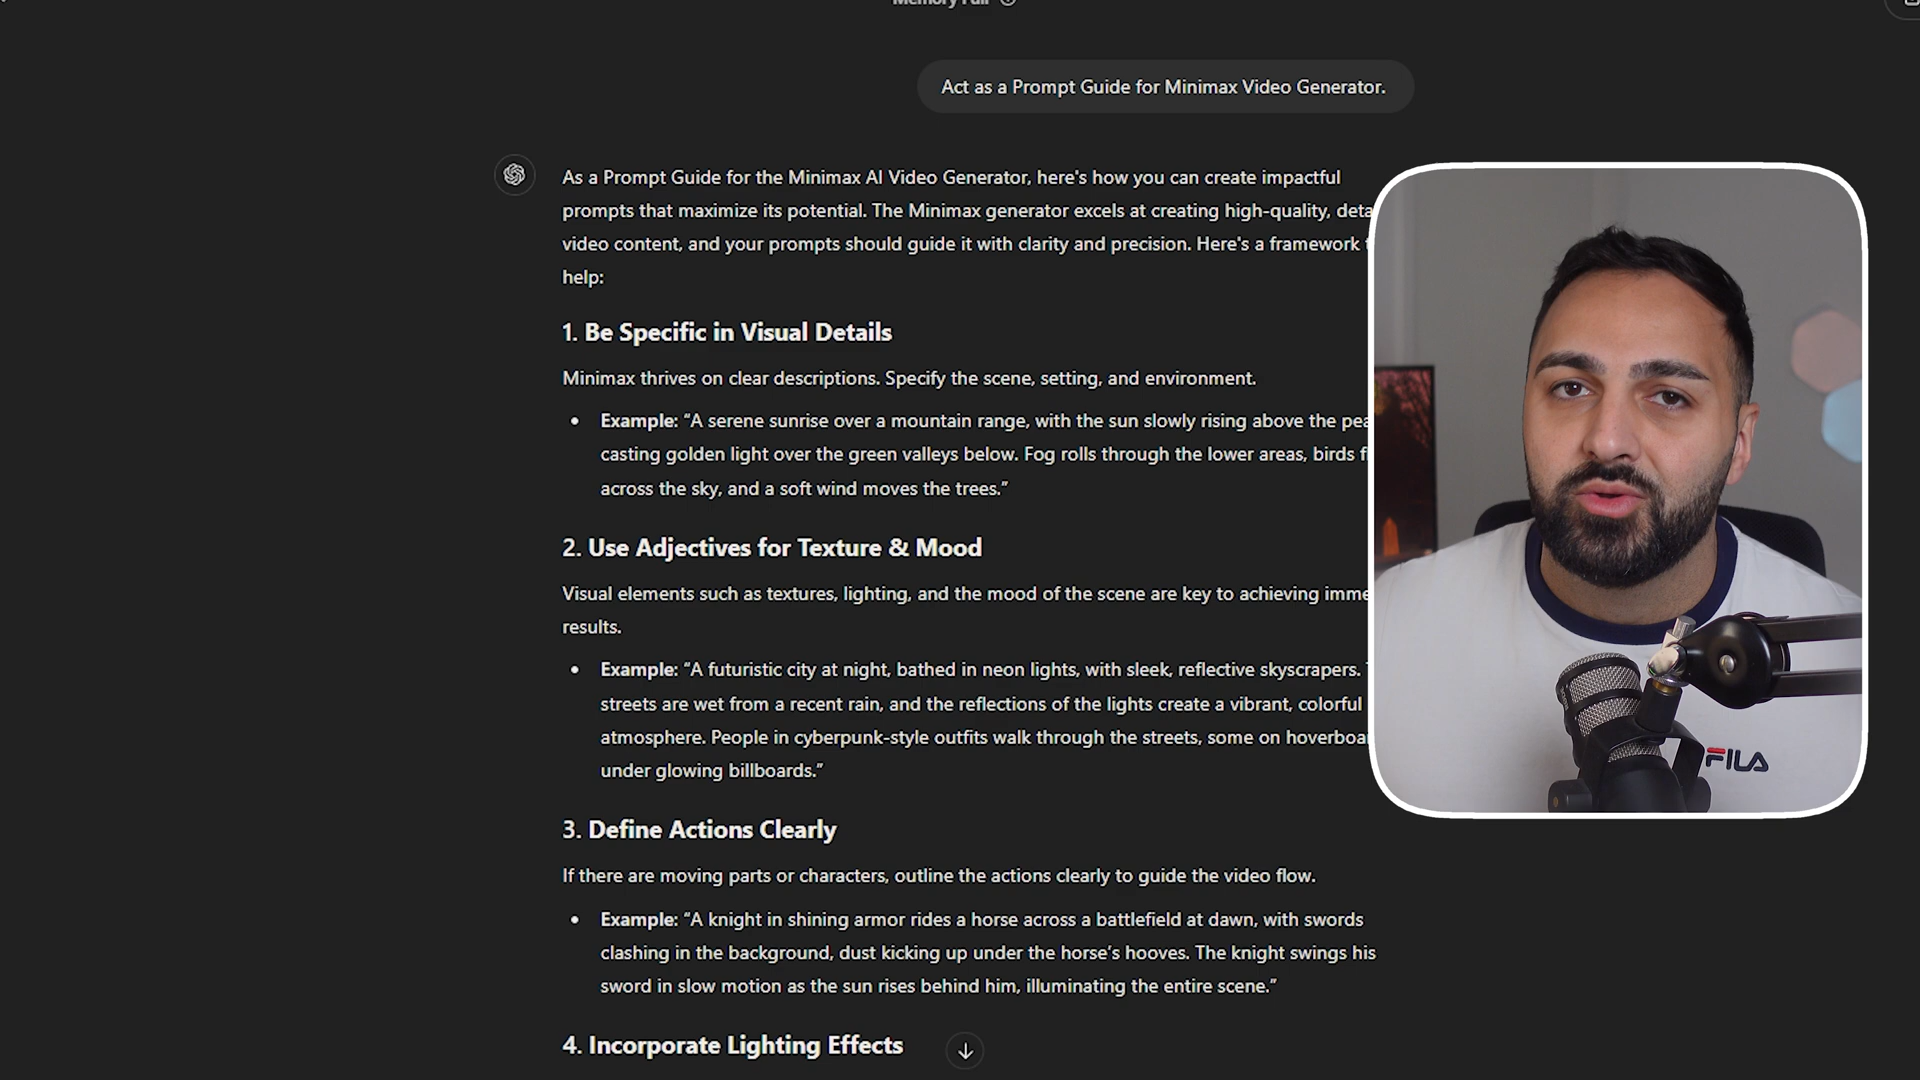 Memory Full
Act as a Prompt Guide for Minimax Video Generator.
As a Prompt Guide for the Minimax AI Video Generator, here's how you can create impactful
prompts that maximize its potential. The Minimax generator excels at creating high-quality, deta
video content, and your prompts should guide it with clarity and precision. Here's a framework
help:
1. Be Specific in Visual Details
Minimax thrives on clear descriptions. Specify the scene, setting, and environment.
• Example: “A serene sunrise over a mountain range, with the sun slowly rising above the pea
casting golden light over the green valleys below. Fog rolls through the lower areas, birds f
across the sky, and a soft wind moves the trees.”
2. Use Adjectives for Texture & Mood
Visual elements such as textures, lighting, and the mood of the scene are key to achieving imme
results.
• Example: “A futuristic city at night, bathed in neon lights, with sleek, reflective skyscrapers.
streets are wet from a recent rain, and the reflections of the lights create a vibrant, colorful
atmosphere. People in cyberpunk-style outfits walk through the streets, some on hoverboa
under glowing billboards.”
3. Define Actions Clearly
If there are moving parts or characters, outline the actions clearly to guide the video flow.
• Example: “A knight in shining armor rides a horse across a battlefield at dawn, with swords
clashing in the background, dust kicking up under the horse’s hooves. The knight swings his
sword in slow motion as the sun rises behind him, illuminating the entire scene.”
4. Incorporate Lighting Effects
FILA